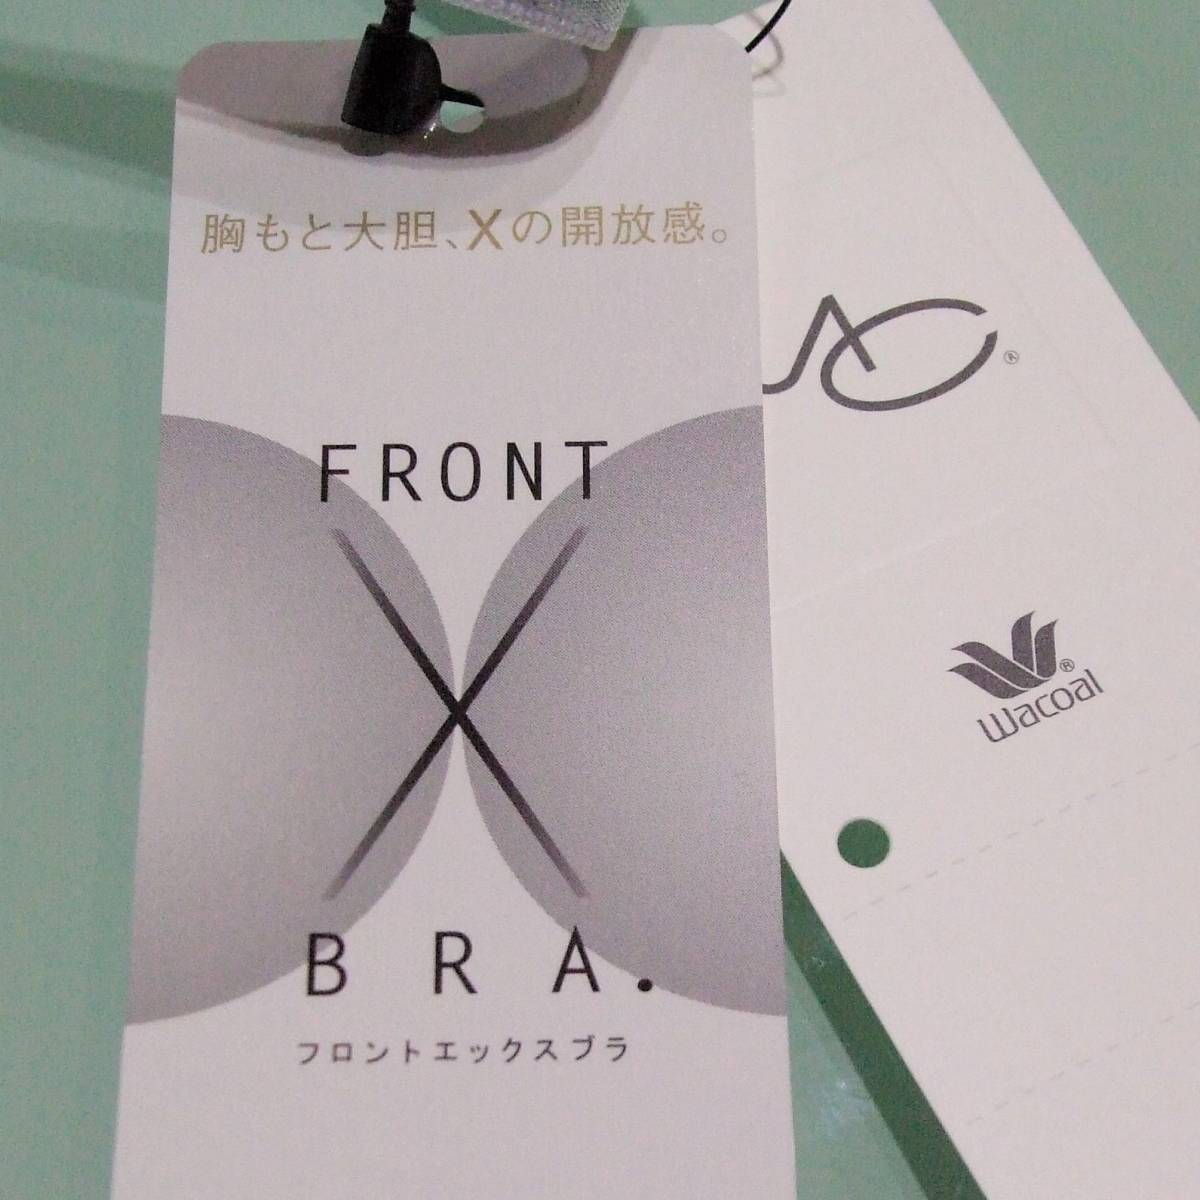 胸もと大胆、Xの開放感。
FRONT
X
BRA.
フロントエックスブラ
®
®
Wacoal